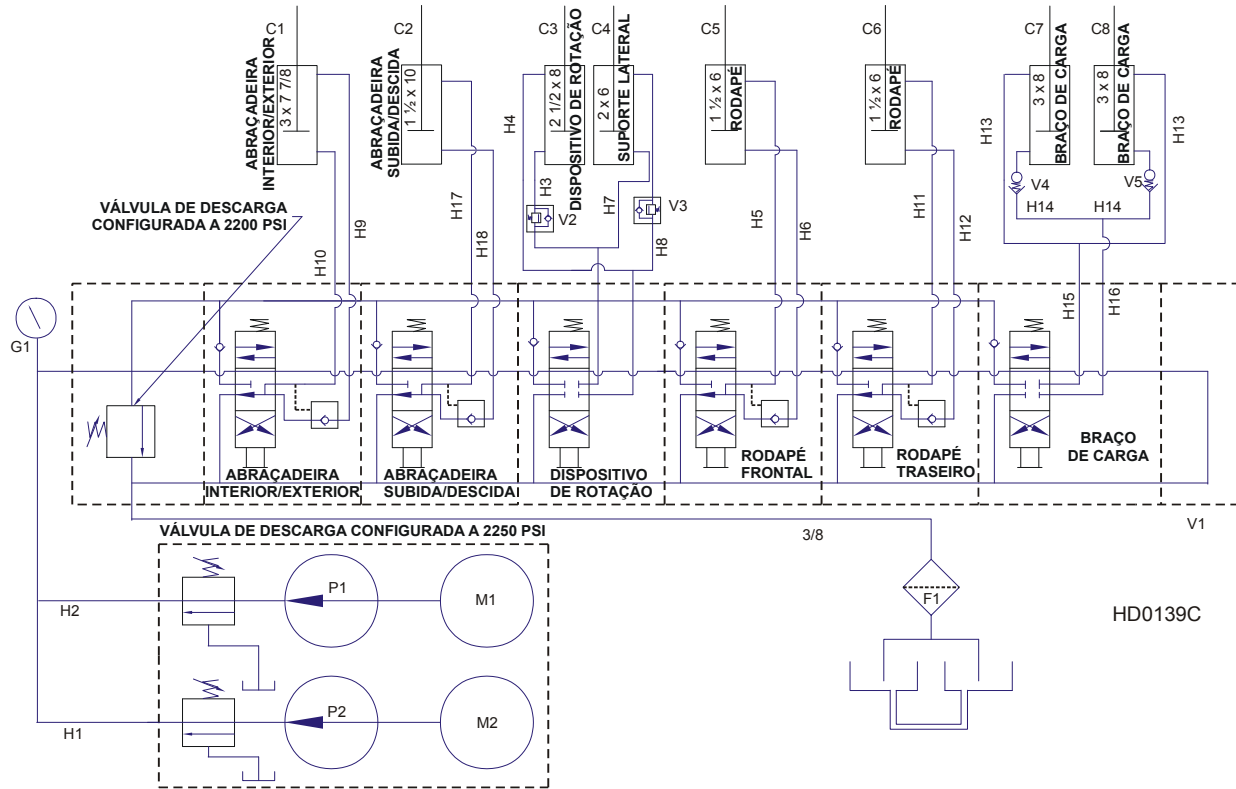 C1
C2
C3
C4
C5
C6
C7
C8
ABRAÇADEIRA
INTERIOR/EXTERIOR
3 x 7 7/8
ABRAÇADEIRA
SUBIDA/DESCIDA
1 ½ x 10
H4
2 1/2 x 8
DISPOSITIVO DE ROTAÇÃO
2 x 6
SUPORTE LATERAL
1 ½ x 6
RODAPÉ
1 ½ x 6
RODAPÉ
H13
3 x 8
BRAÇO DE CARGA
3 x 8
BRAÇO DE CARGA
H13
V4
V5
H14
H14
VÁLVULA DE DESCARGA
CONFIGURADA A 2200 PSI
H10
H9
H17
H18
H3
V2
H7
V3
H8
H5
H6
H11
H12
H15
H16
G1
ABRAÇADEIRA
INTERIOR/EXTERIOR
ABRAÇADEIRA
SUBIDA/DESCIDA
DISPOSITIVO
DE ROTAÇÃO
RODAPÉ
FRONTAL
RODAPÉ
TRASEIRO
BRAÇO
DE CARGA
VÁLVULA DE DESCARGA CONFIGURADA A 2250 PSI
3/8
V1
H2
P1
M1
F1
HD0139C
H1
P2
M2